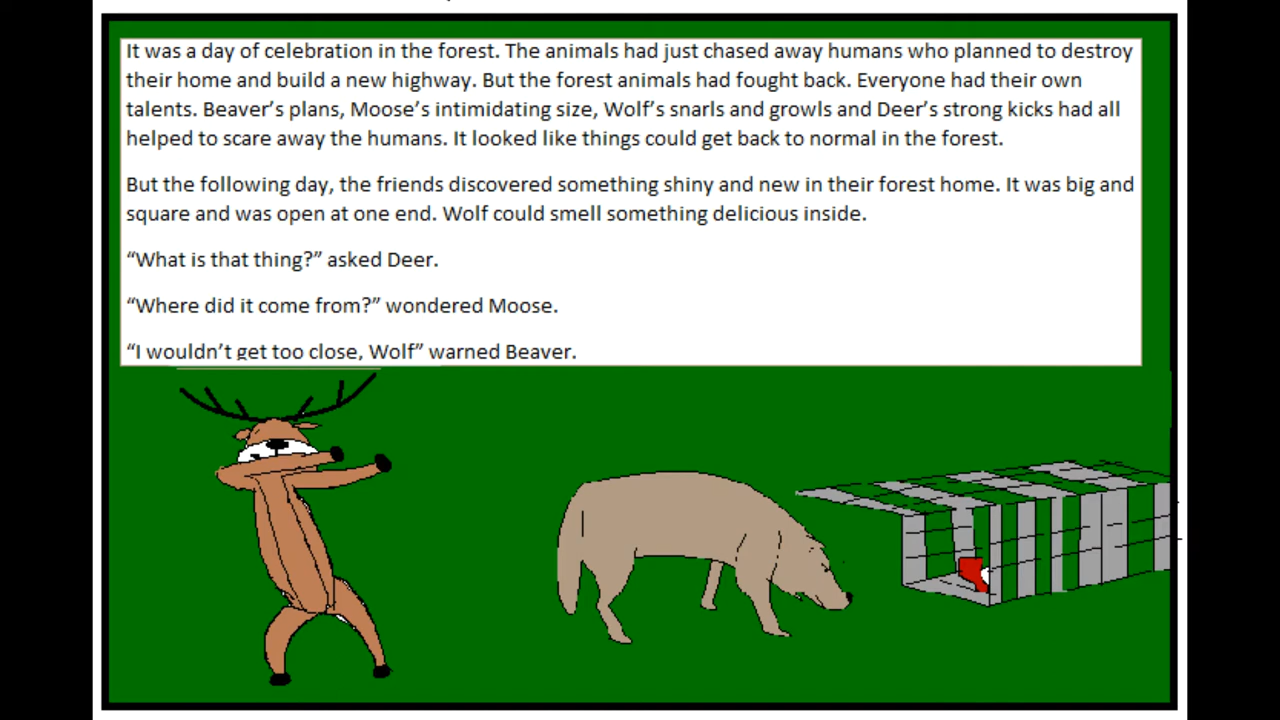 It was a day of celebration in the forest. The animals had just chased away humans who planned to destroy
their home and build a new highway. But the forest animals had fought back. Everyone had their own
talents. Beaver’s plans, Moose’s intimidating size, Wolf’s snarls and growls and Deer’s strong kicks had all
helped to scare away the humans. It looked like things could get back to normal in the forest.
But the following day, the friends discovered something shiny and new in their forest home. It was big and
square and was open at one end. Wolf could smell something delicious inside.
“What is that thing?” asked Deer.
“Where did it come from?” wondered Moose.
“I wouldn’t get too close, Wolf” warned Beaver.